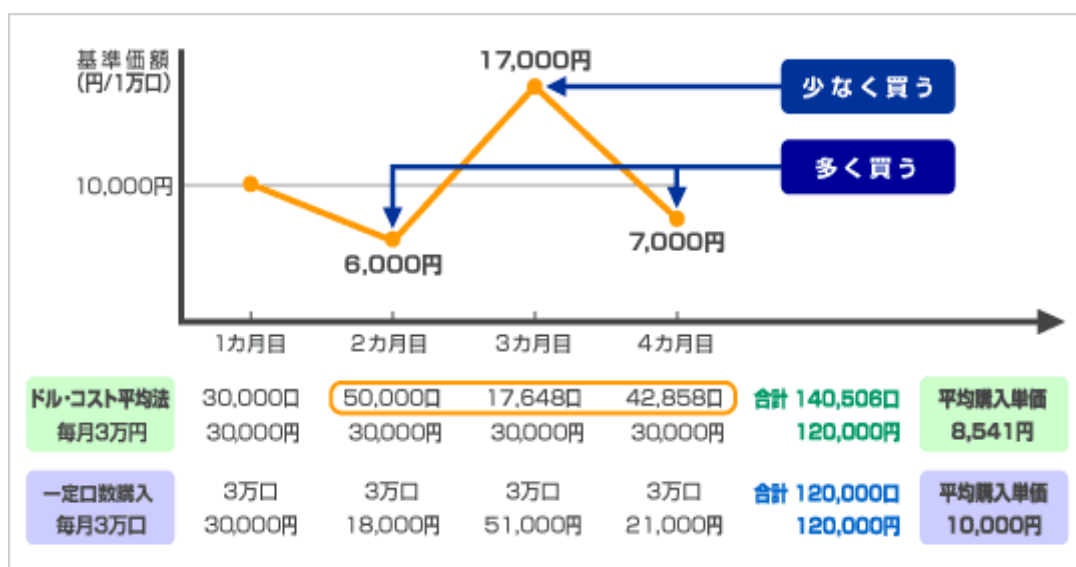 基準価額
(円/1万口)
17,000円
少なく買う
多く買う
10,000円
6,000円
7,000円
1カ月目 2カ月目 3カ月目 4カ月目
ドル・コスト平均法 30,000口 50,000口 17,648口 42,858口 合計 140,506口 平均購入単価
毎月3万円 30,000円 30,000円 30,000円 30,000円 120,000円 8,541円
一定口数購入 3万口 3万口 3万口 3万口 合計 120,000口 平均購入単価
毎月3万口 30,000円 18,000円 51,000円 21,000円 120,000円 10,000円